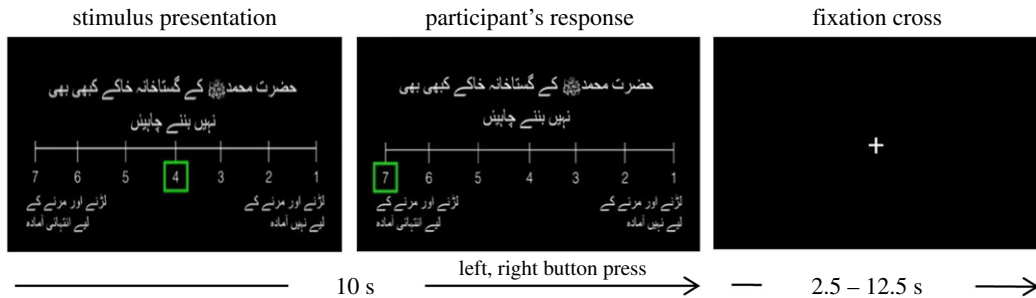 stimulus presentation
حضرت محمدﷺ کے گستاخانہ خاکے کبھی بھی
نہیں بننے چاہیئں
7 6 5 4 3 2 1
لڑنے اور مرنے کے
لیے انتہائی آمادہ
لڑنے اور مرنے کے
لیے نہیں آمادہ
participant’s response
حضرت محمدﷺ کے گستاخانہ خاکے کبھی بھی
نہیں بننے چاہیئں
7 6 5 4 3 2 1
لڑنے اور مرنے کے
لیے انتہائی آمادہ
لڑنے اور مرنے کے
لیے نہیں آمادہ
fixation cross
+
10 s
left, right button press
2.5 – 12.5 s